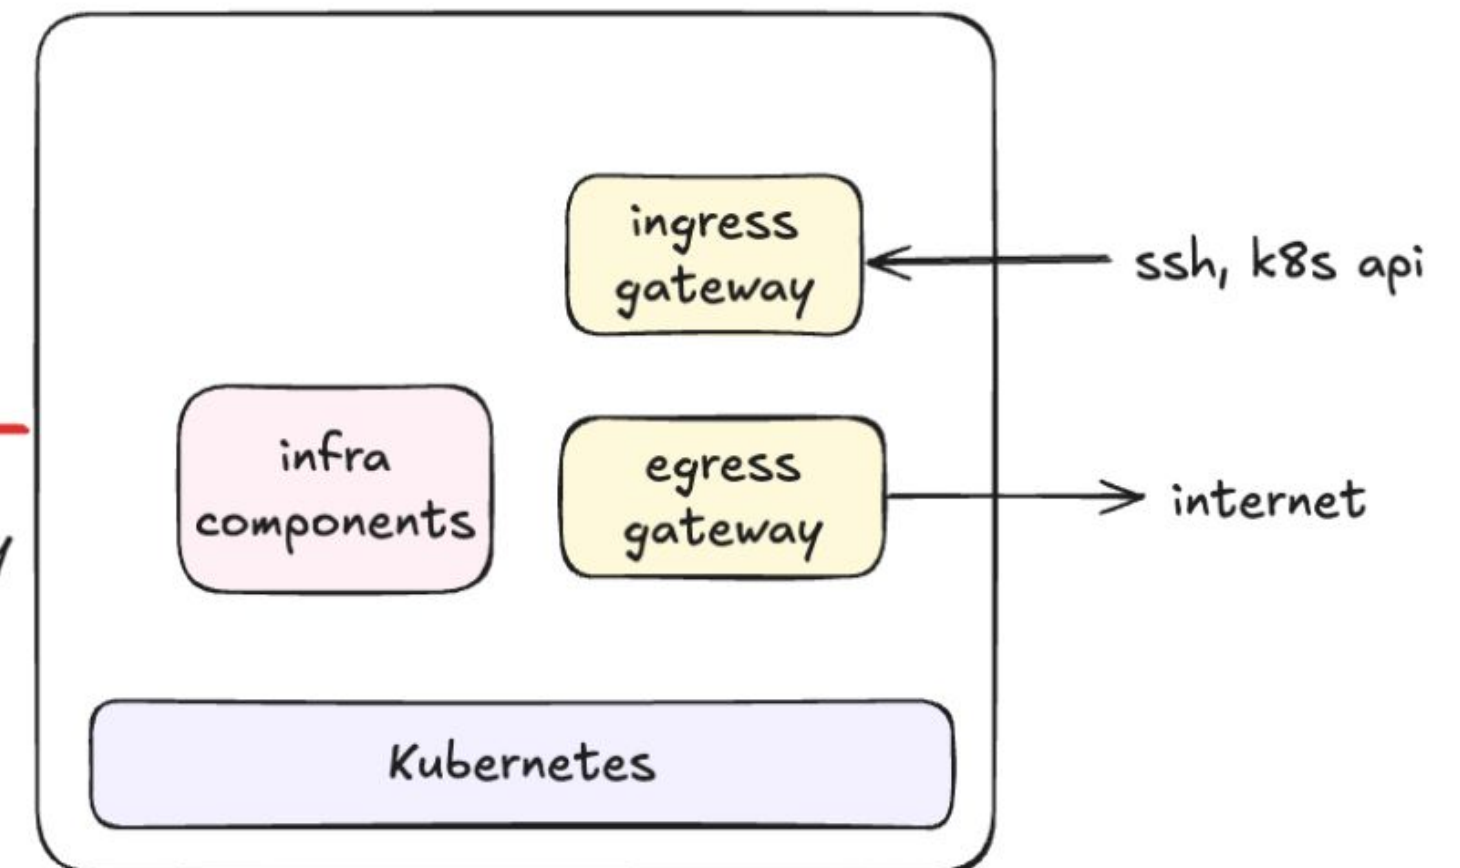 ingress
gateway
ssh, k8s api
infra
components
egress
gateway
internet
Kubernetes